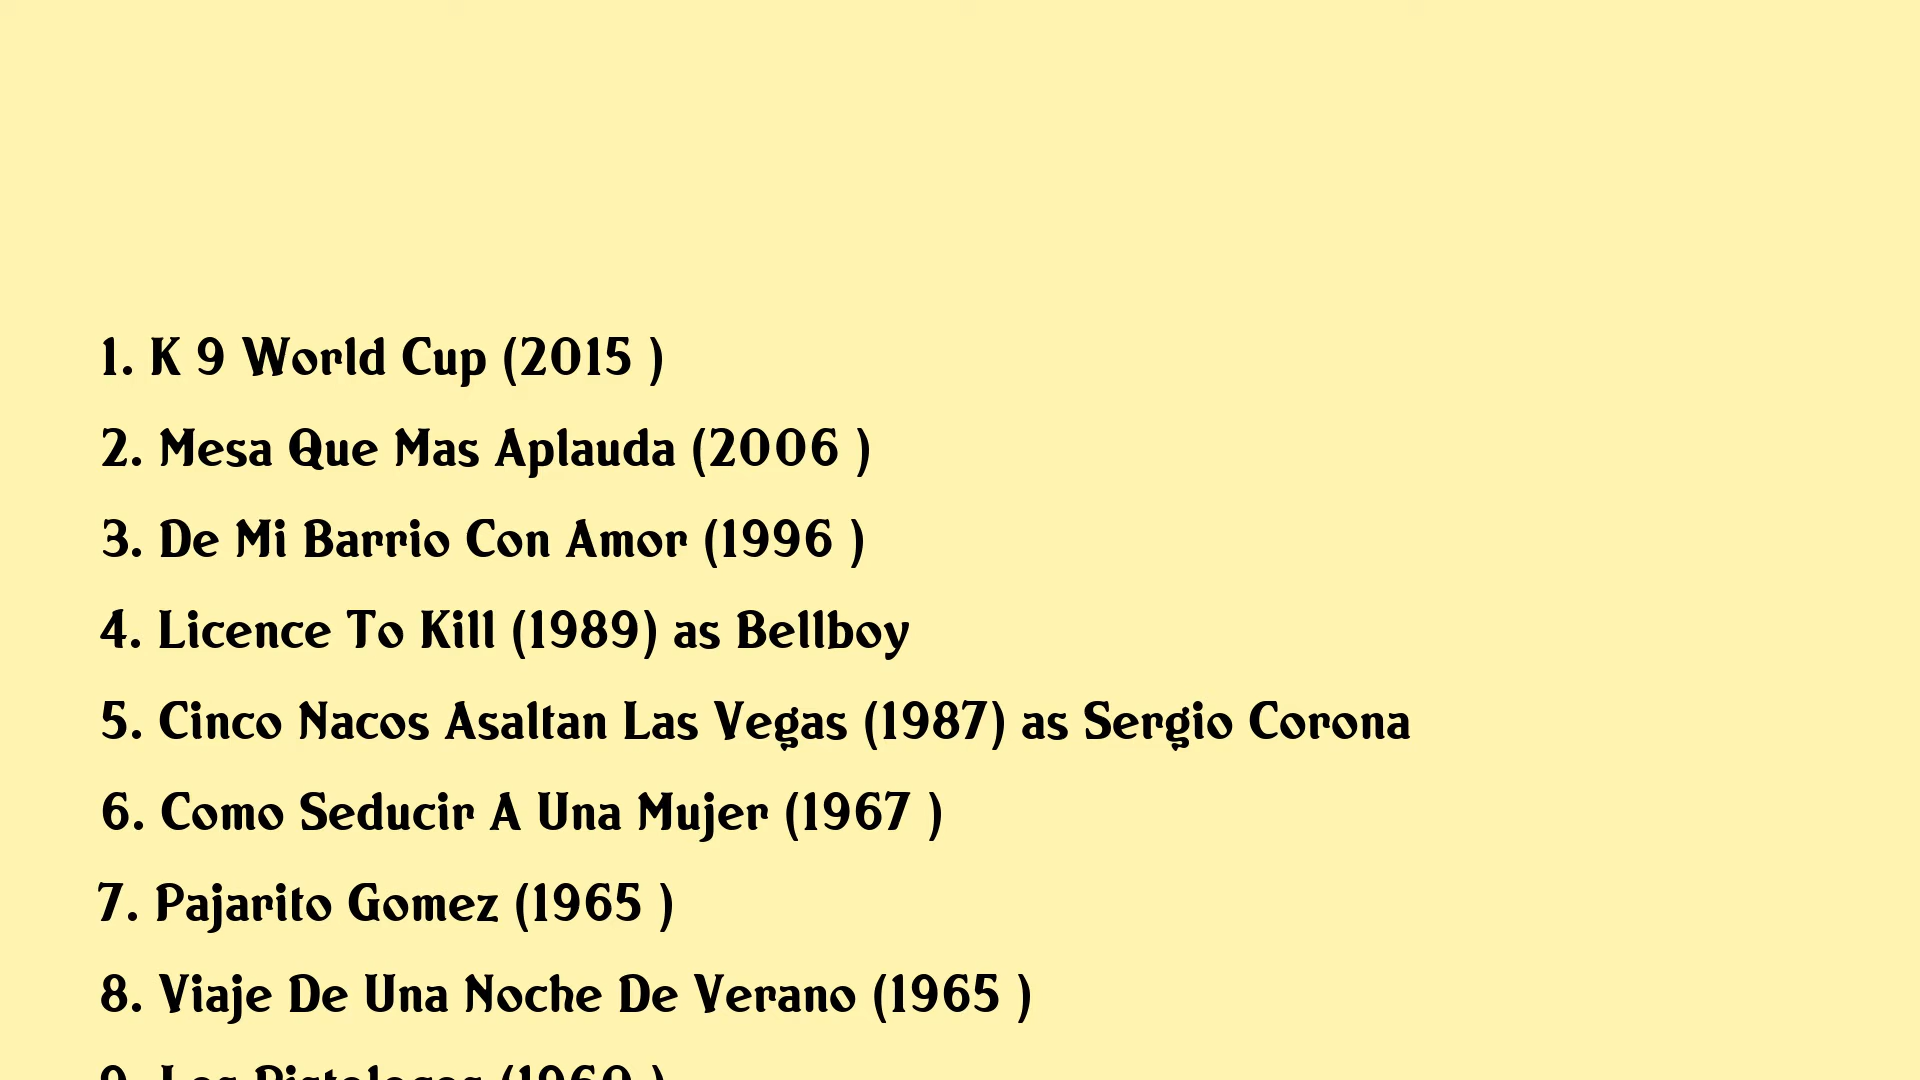 1. K 9 World Cup (2015 )
2. Mesa Que Mas Aplauda (2006 )
3. De Mi Barrio Con Amor (1996 )
4. Licence To Kill (1989) as Bellboy
5. Cinco Nacos Asaltan Las Vegas (1987) as Sergio Corona
6. Como Seducir A Una Mujer (1967 )
7. Pajarito Gomez (1965 )
8. Viaje De Una Noche De Verano (1965 )
9. Los